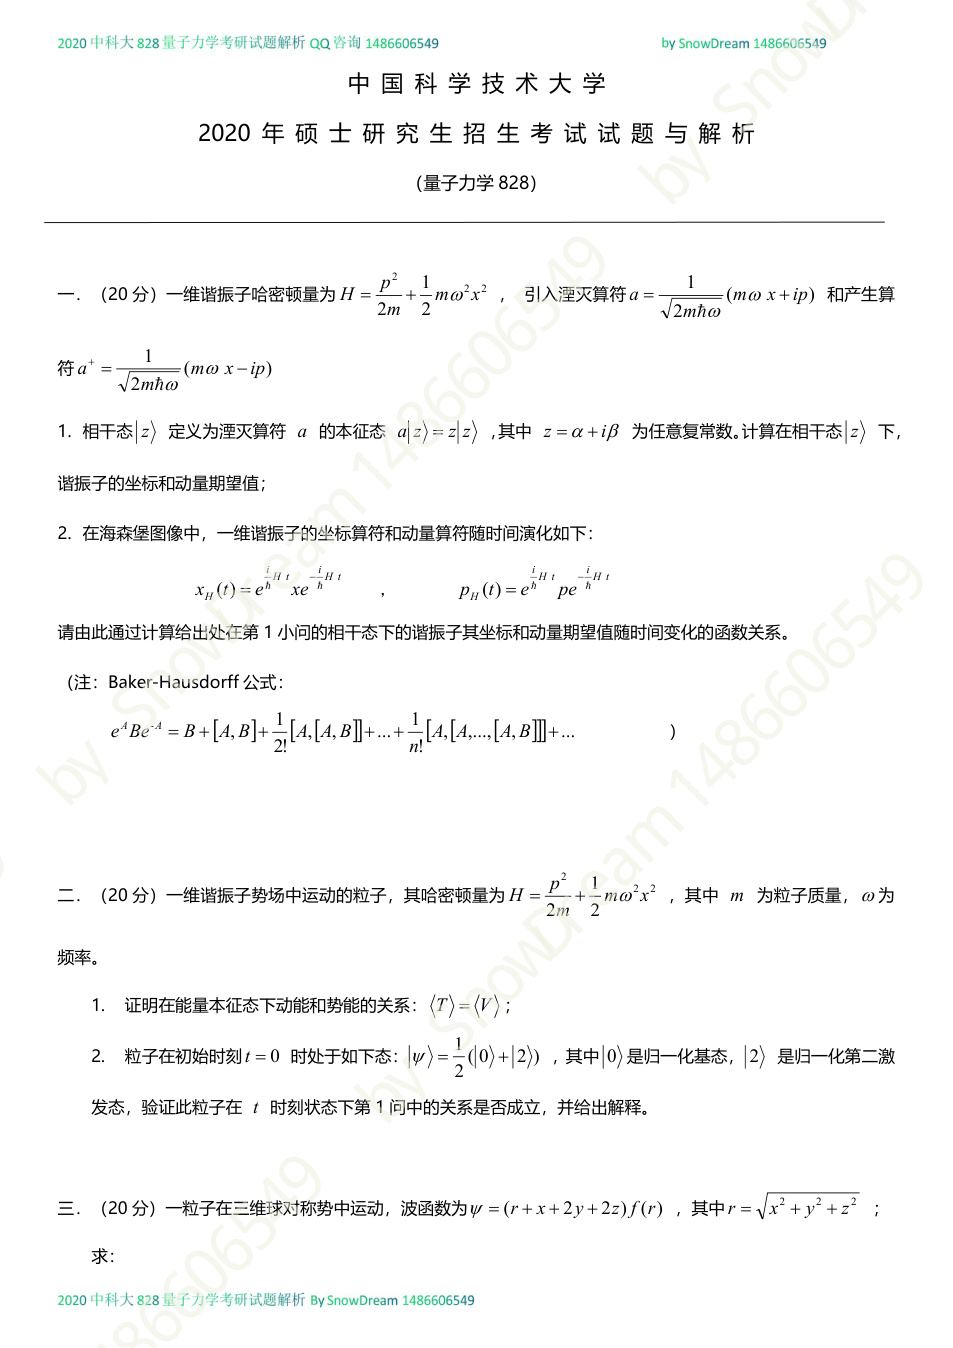 2020 中科大 828 量子力学考研试题解析 QQ 咨询 1486606549 by SnowDream 1486606549
中 国 科 学 技 术 大 学
2020 年 硕 士 研 究 生 招 生 考 试 试 题 与 解 析
（量子力学 828）
一．（20 分）一维谐振子哈密顿量为 H = p²/2m + 1/2 mω²x² ， 引入湮灭算符 a = 1/√(2mħω) (mω x + ip) 和产生算
符 a⁺ = 1/√(2mħω) (mω x − ip)
1. 相干态|z⟩ 定义为湮灭算符 a 的本征态 a|z⟩ = z|z⟩ ，其中 z = α + iβ 为任意复常数。计算在相干态|z⟩ 下，
谐振子的坐标和动量期望值；
2. 在海森堡图像中，一维谐振子的坐标算符和动量算符随时间演化如下：
x_H(t) = e^{(i/ħ)H t} x e^{−(i/ħ)H t} ， p_H(t) = e^{(i/ħ)H t} p e^{−(i/ħ)H t}
请由此通过计算给出处在第 1 小问的相干态下的谐振子其坐标和动量期望值随时间变化的函数关系。
（注：Baker-Hausdorff 公式：
e^A B e^{-A} = B + [A, B] + 1/2! [A, [A, B]] + ... + 1/n! [A, [A, ..., [A, B]]] + ... ）
二．（20 分）一维谐振子势场中运动的粒子，其哈密顿量为 H = p²/2m + 1/2 mω²x² ，其中 m 为粒子质量，ω 为
频率。
1. 证明在能量本征态下动能和势能的关系：⟨T⟩ = ⟨V⟩；
2. 粒子在初始时刻 t = 0 时处于如下态：|ψ⟩ = 1/2 (|0⟩ + |2⟩) ，其中|0⟩是归一化基态，|2⟩ 是归一化第二激
发态，验证此粒子在 t 时刻状态下第 1 问中的关系是否成立，并给出解释。
三．（20 分）一粒子在三维球对称势中运动，波函数为 ψ = (r + x + 2y + 2z) f(r) ，其中 r = √(x² + y² + z²) ；
求：
2020 中科大 828 量子力学考研试题解析 By SnowDream 1486606549
by SnowDream 1486606549
by SnowDream 1486606549